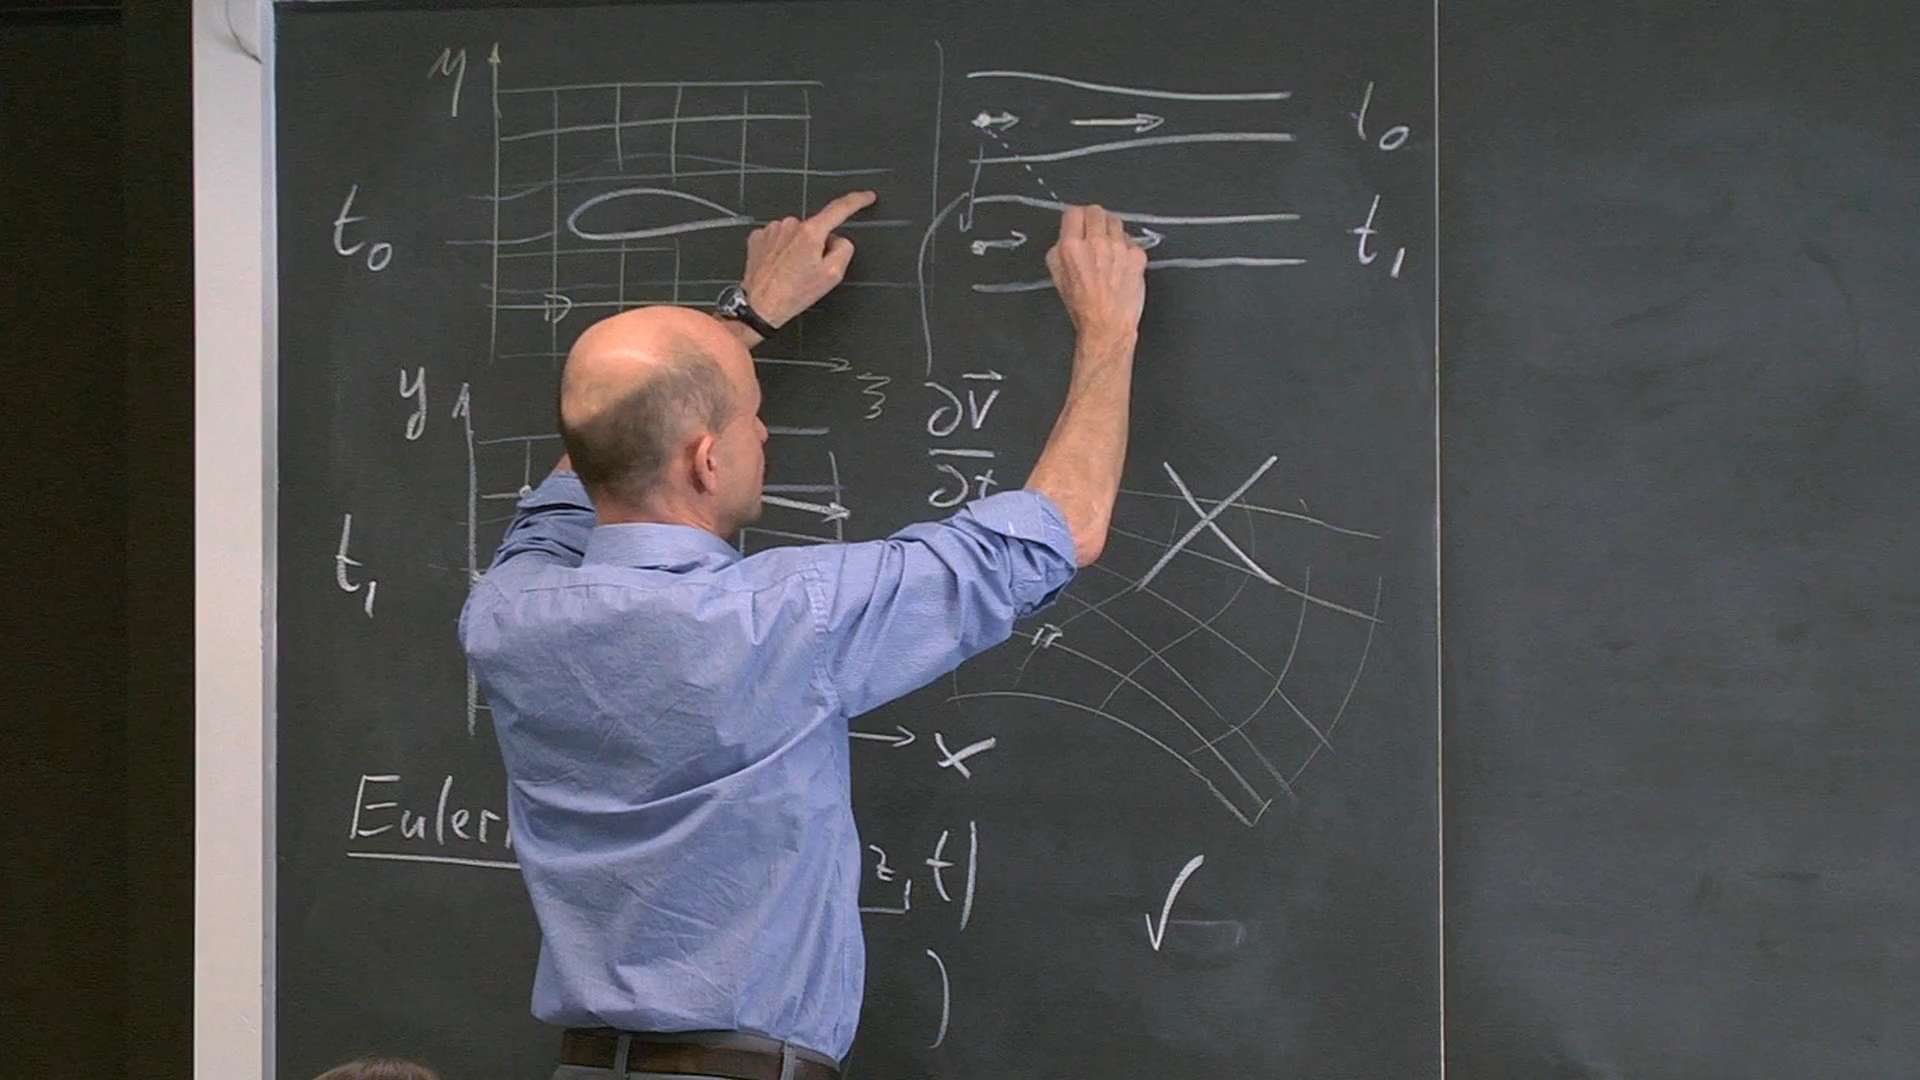 η
t₀
t₀
t₁
ξ
y
∂V⃗
∂t
t₁
x
Euler
z, t)
)